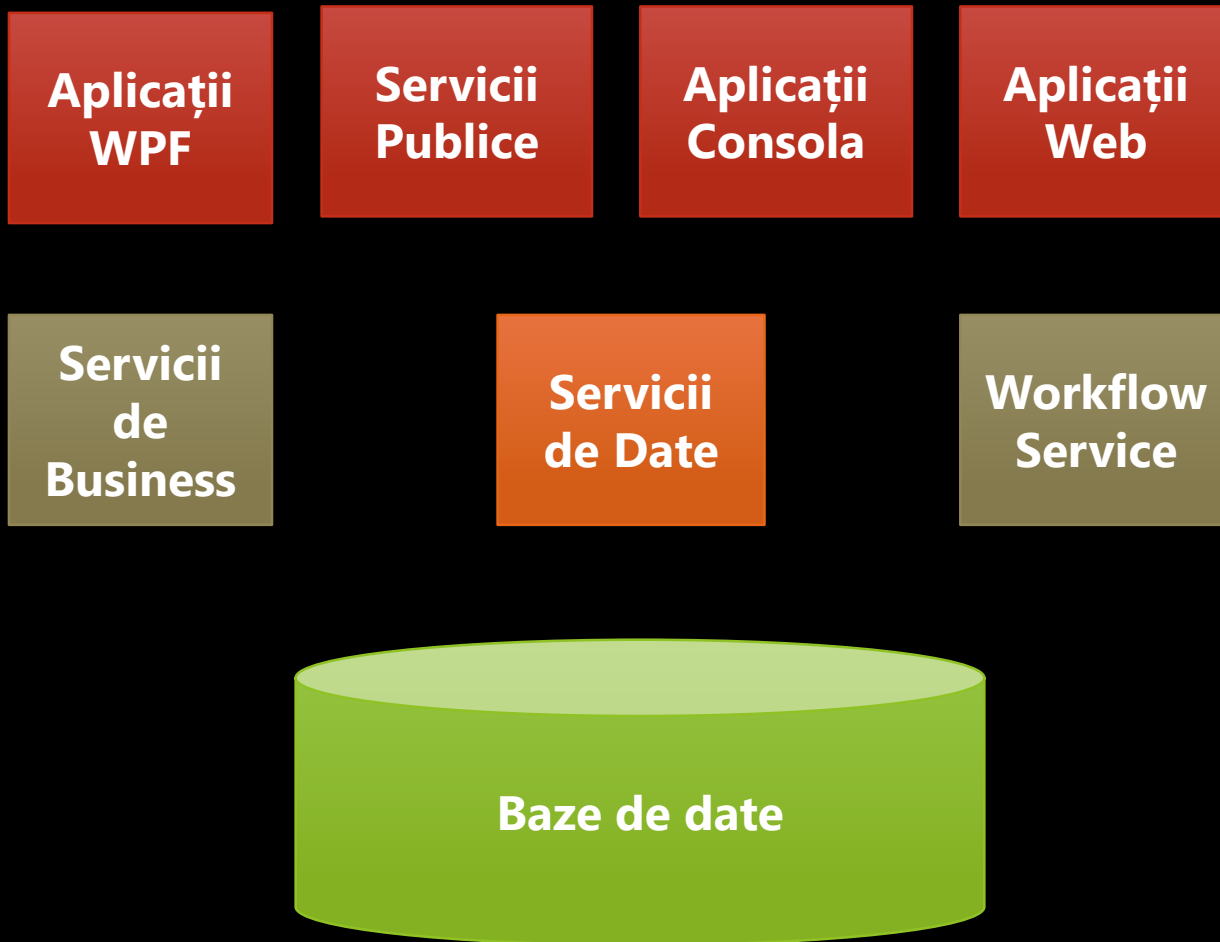 Aplicații
WPF
Servicii
Publice
Aplicații
Consola
Aplicații
Web
Servicii
de
Business
Servicii
de Date
Workflow
Service
Baze de date